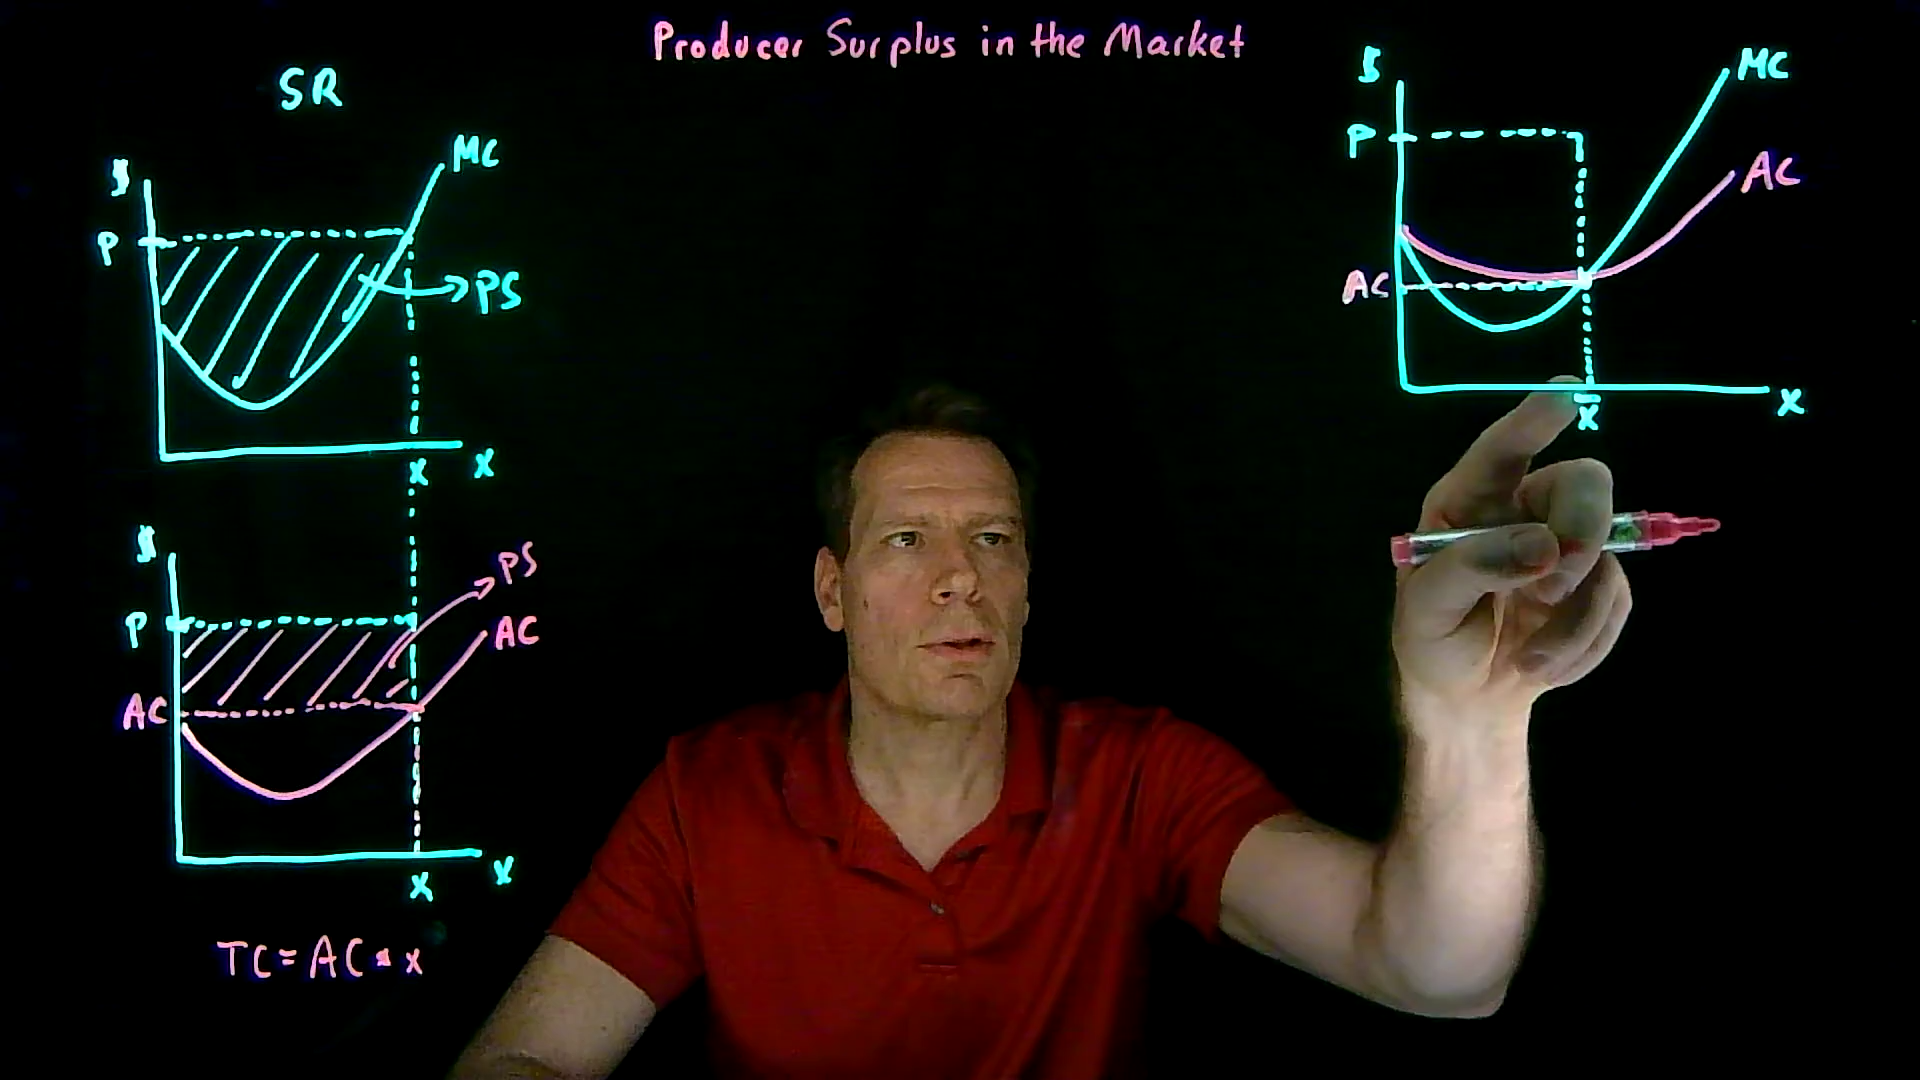 Producer Surplus in the Market
SR
$
MC
P
PS
x
x
$
PS
P
AC
AC
x
x
TC = AC * x
$
MC
P
AC
AC
x̅
x